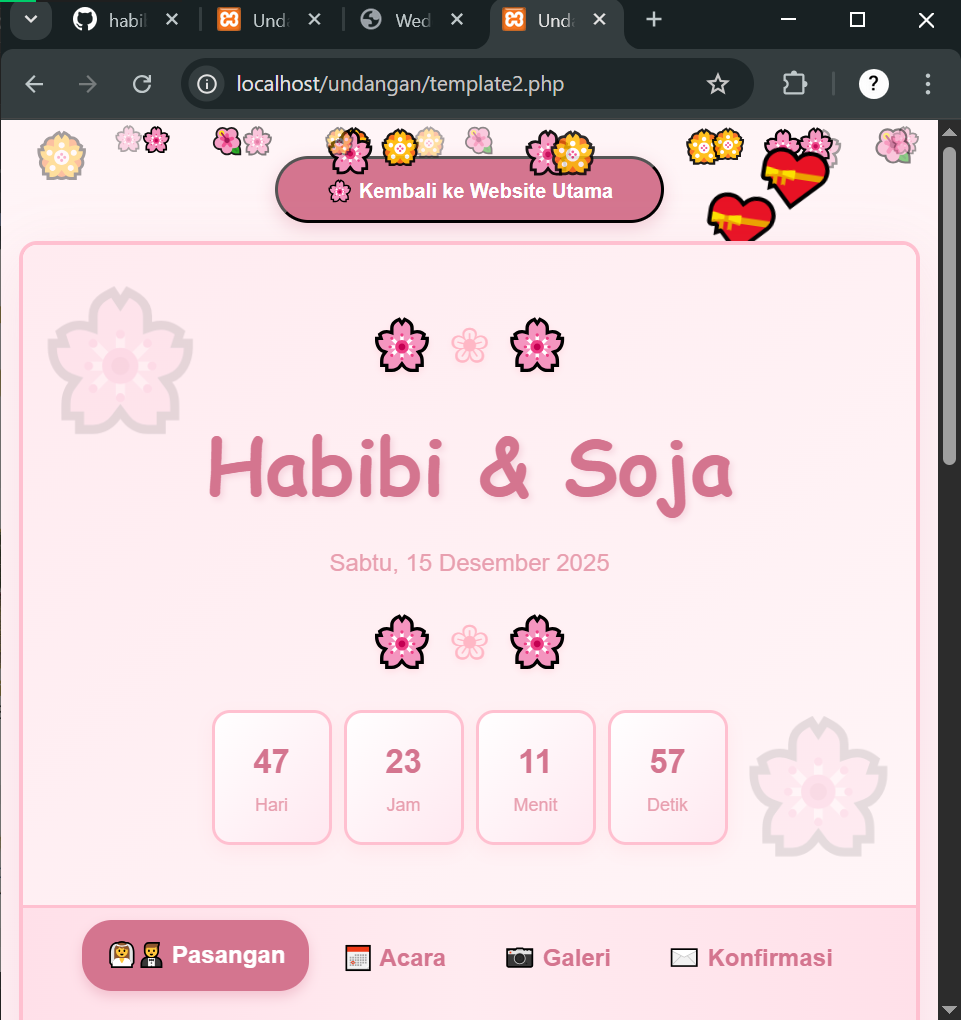 habil
Und
Wed
Und
localhost/undangan/template2.php
Kembali ke Website Utama
Habibi & Soja
Sabtu, 15 Desember 2025
47 23 11 57
Hari Jam Menit Detik
Pasangan Acara Galeri Konfirmasi